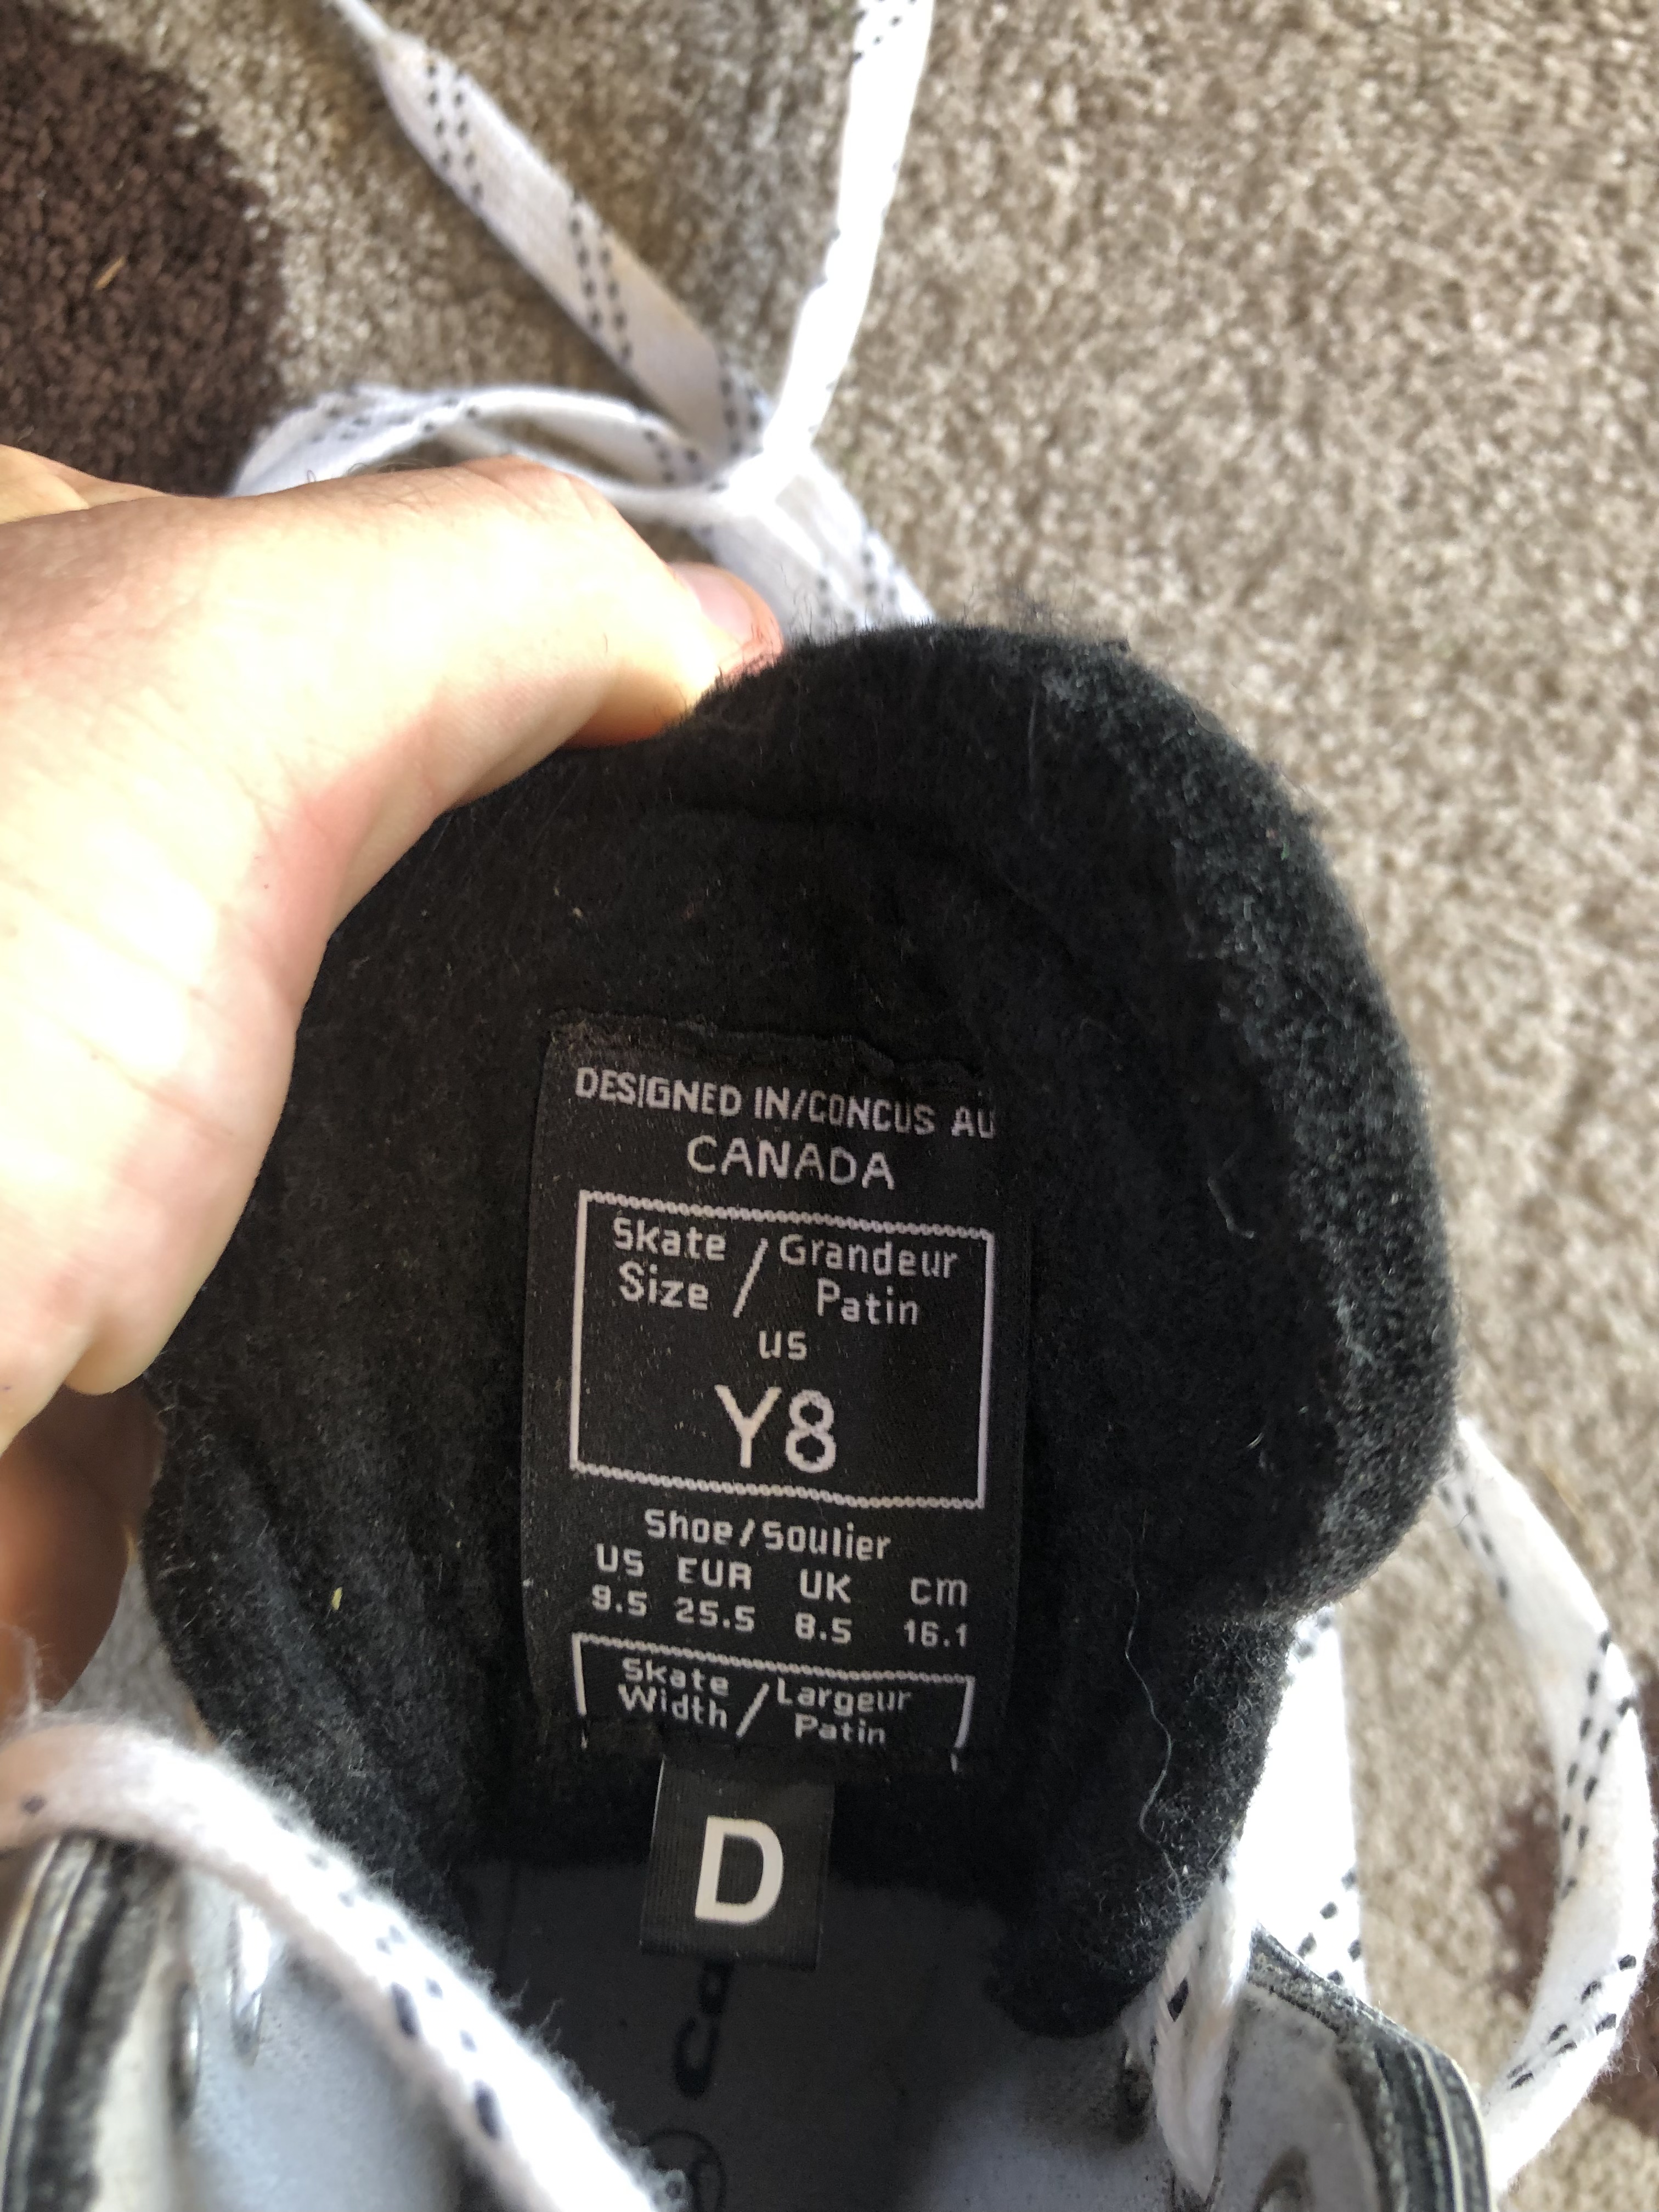 DESIGNED IN/CONCUS AU
CANADA
Skate / Grandeur
Size / Patin
us
Y8
Shoe/Soulier
US EUR UK cm
9.5 25.5 8.5 16.1
Skate / Largeur
Width / Patin
D